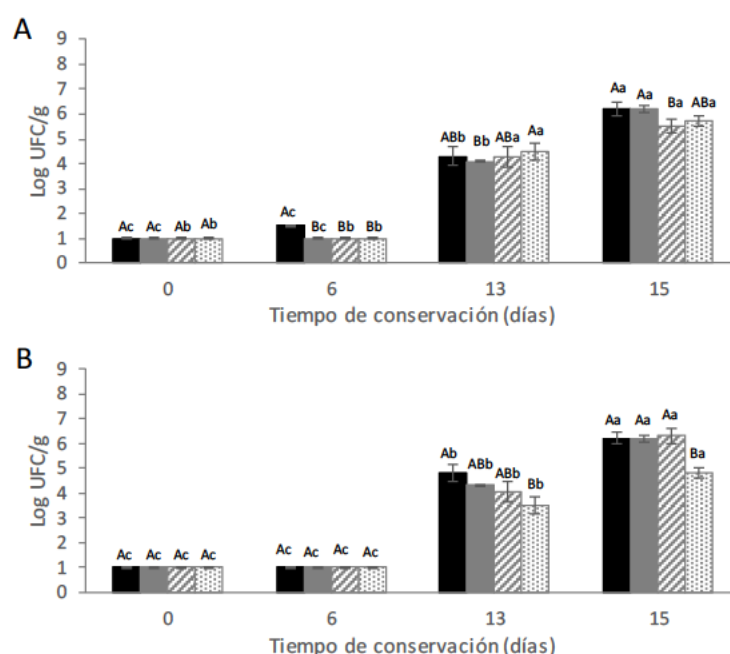 A
9
8
7
6
5
4
3
2
1
0
Log UFC/g
Ac Ac Ab Ab
Ac Bc Bb Bb
ABb Bb ABa Aa
Aa Aa Ba ABa
0 6 13 15
Tiempo de conservación (días)
B
9
8
7
6
5
4
3
2
1
0
Log UFC/g
Ac Ac Ac Ac
Ac Ac Ac Ac
Ab ABb ABb Bb
Aa Aa Aa Ba
0 6 13 15
Tiempo de conservación (días)